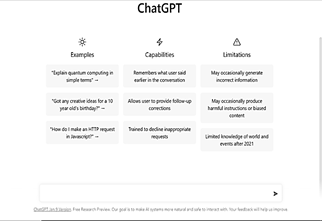 ChatGPT
Examples
Capabilities
Limitations
"Explain quantum computing in
simple terms" →
Remembers what user said
earlier in the conversation
May occasionally generate
incorrect information
"Got any creative ideas for a 10
year old's birthday?" →
Allows user to provide follow-up
corrections
May occasionally produce
harmful instructions or biased
content
"How do I make an HTTP request
in Javascript?" →
Trained to decline inappropriate
requests
Limited knowledge of world and
events after 2021
Free Research Preview. Our goal is to make AI systems more natural and safe to interact with. Your feedback will help us improve.